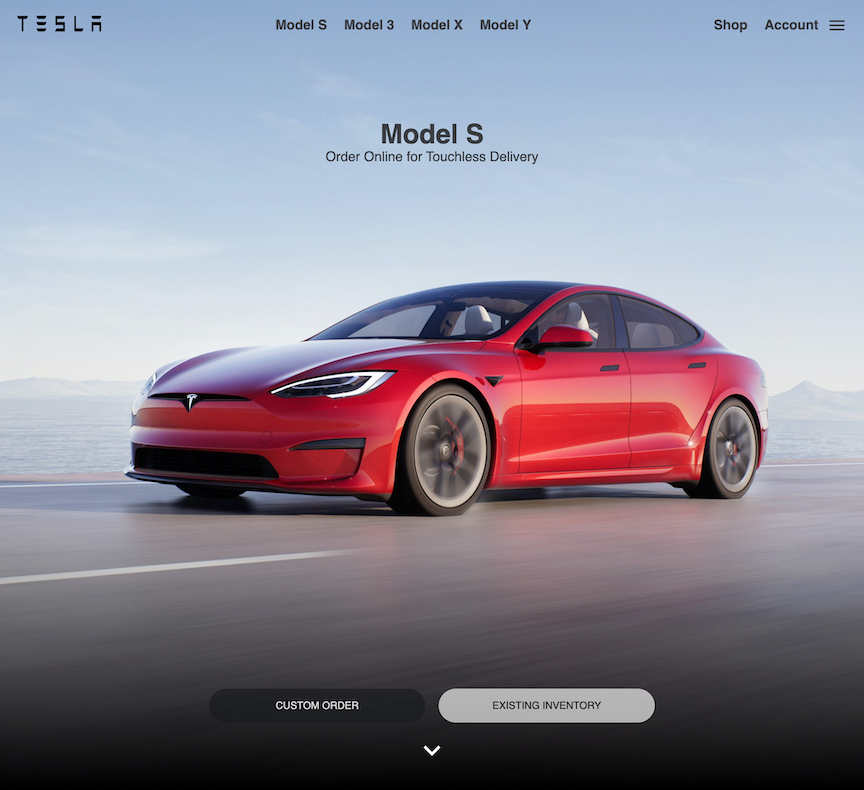 TESLA
Model S Model 3 Model X Model Y
Shop Account
Model S
Order Online for Touchless Delivery
CUSTOM ORDER
EXISTING INVENTORY